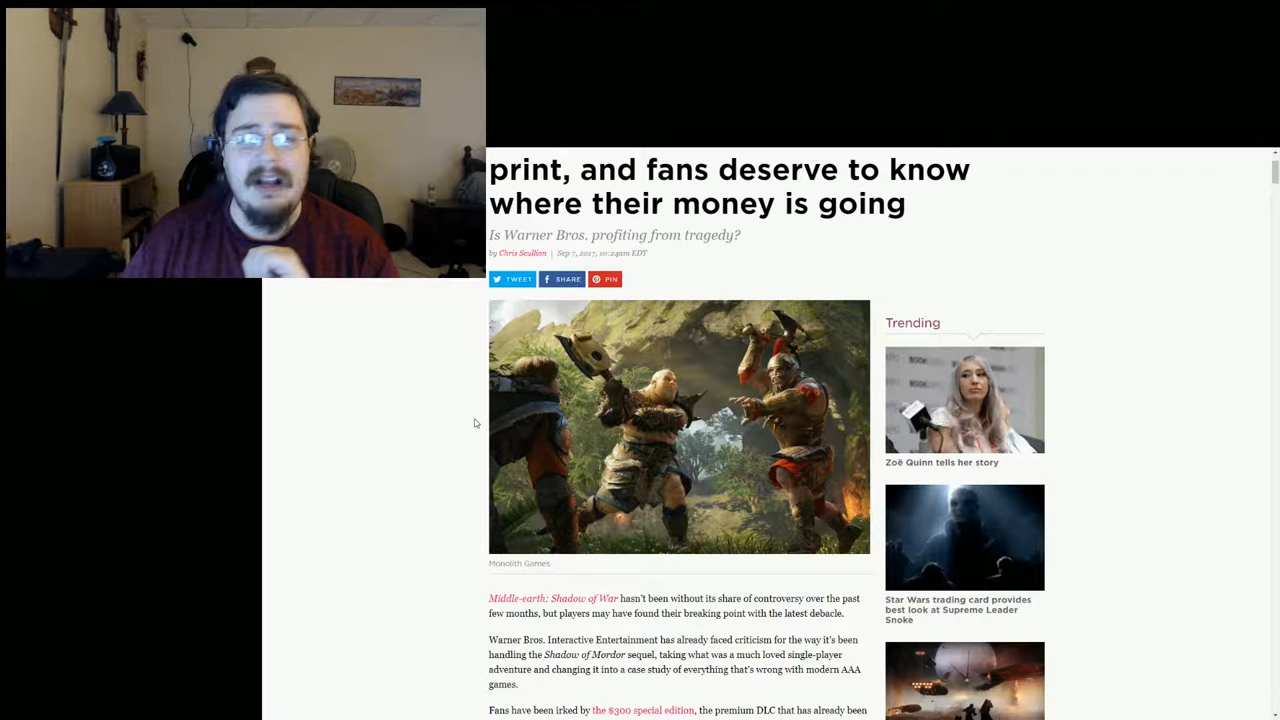 print, and fans deserve to know
where their money is going
Is Warner Bros. profiting from tragedy?
by Chris Scullion | Sep 7, 2017, 10:24am EDT
TWEET
SHARE
PIN
Monolith Games
Middle-earth: Shadow of War hasn't been without its share of controversy over the past
few months, but players may have found their breaking point with the latest debacle.
Warner Bros. Interactive Entertainment has already faced criticism for the way it's been
handling the Shadow of Mordor sequel, taking what was a much loved single-player
adventure and changing it into a case study of everything that's wrong with modern AAA
games.
Fans have been irked by the $300 special edition, the premium DLC that has already been
Trending
Zoë Quinn tells her story
Star Wars trading card provides
best look at Supreme Leader
Snoke